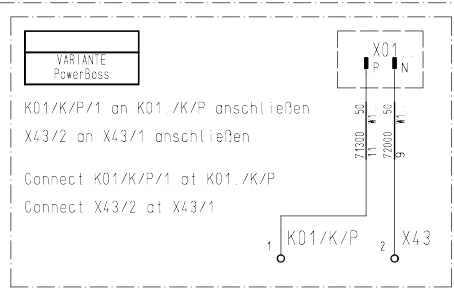 VARIANTE
PowerBoss
X01
P N
K01/K/P/1 an K01./K/P anschließen
X43/2 an X43/1 anschließen
Connect K01/K/P/1 at K01./K/P
Connect X43/2 at X43/1
50 W1.
71300 11
50 W1.
72000 9
1 K01/K/P
2 X43